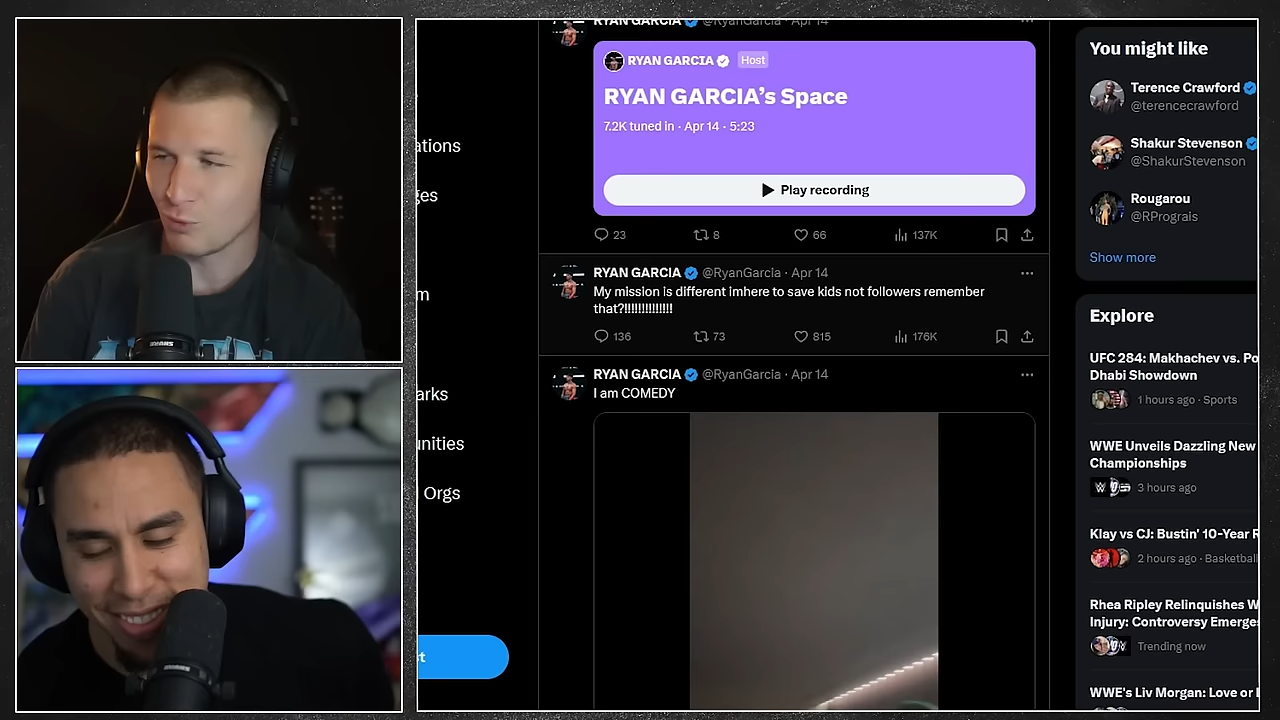 RYAN GARCIA @RyanGarcia · Apr 14
RYAN GARCIA Host
RYAN GARCIA’s Space
7.2K tuned in · Apr 14 · 5:23
Play recording
23 8 66 137K
RYAN GARCIA @RyanGarcia · Apr 14
My mission is different imhere to save kids not followers remember
that?!!!!!!!!!!!!!!
136 73 815 176K
RYAN GARCIA @RyanGarcia · Apr 14
I am COMEDY
ations
ges
m
arks
unities
Orgs
t
You might like
Terence Crawford
@terencecrawford
Shakur Stevenson
@ShakurStevenson
Rougarou
@RPrograls
Show more
Explore
UFC 284: Makhachev vs. Po
Dhabi Showdown
1 hours ago · Sports
WWE Unveils Dazzling New
Championships
3 hours ago
Klay vs CJ: Bustin' 10-Year R
2 hours ago · Basketball
Rhea Ripley Relinquishes W
Injury: Controversy Emerges
Trending now
WWE's Liv Morgan: Love or